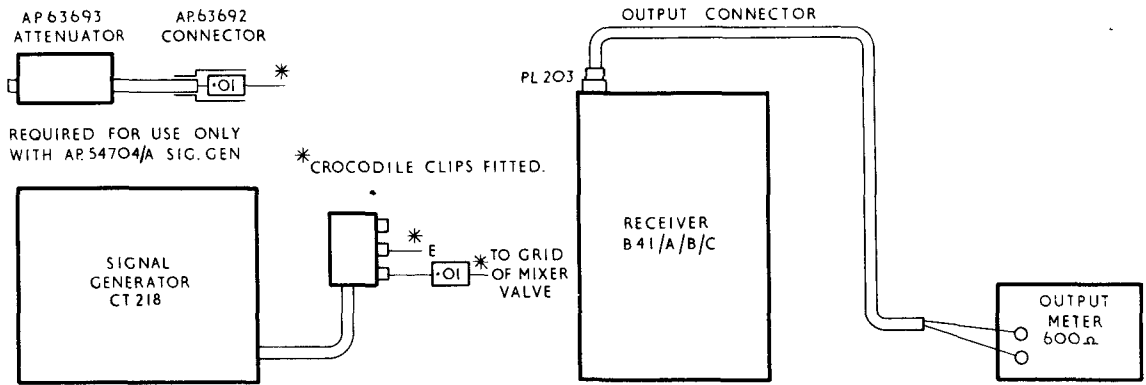 AP.63693
ATTENUATOR
AP.63692
CONNECTOR
*
.01
REQUIRED FOR USE ONLY
WITH AP.54704/A SIG. GEN
*CROCODILE CLIPS FITTED.
SIGNAL
GENERATOR
CT 218
* E
.01
*TO GRID
OF MIXER
VALVE
OUTPUT CONNECTOR
PL 203
RECEIVER
B41/A/B/C
OUTPUT
METER
600Ω